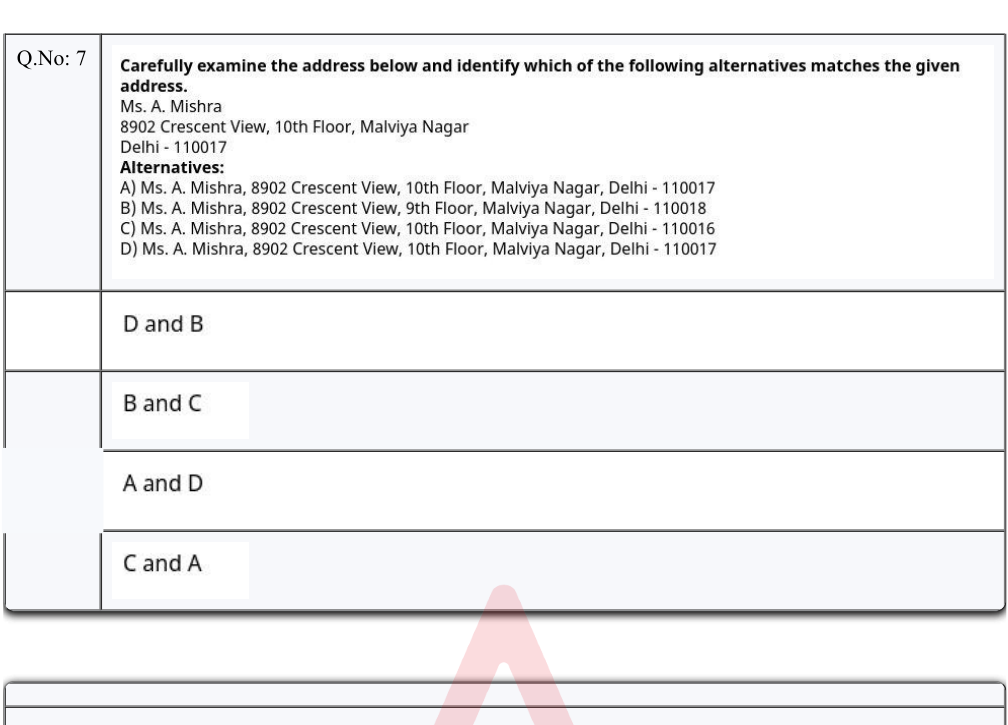 Q.No: 7
Carefully examine the address below and identify which of the following alternatives matches the given
address.
Ms. A. Mishra
8902 Crescent View, 10th Floor, Malviya Nagar
Delhi - 110017
Alternatives:
A) Ms. A. Mishra, 8902 Crescent View, 10th Floor, Malviya Nagar, Delhi - 110017
B) Ms. A. Mishra, 8902 Crescent View, 9th Floor, Malviya Nagar, Delhi - 110018
C) Ms. A. Mishra, 8902 Crescent View, 10th Floor, Malviya Nagar, Delhi - 110016
D) Ms. A. Mishra, 8902 Crescent View, 10th Floor, Malviya Nagar, Delhi - 110017
D and B
B and C
A and D
C and A